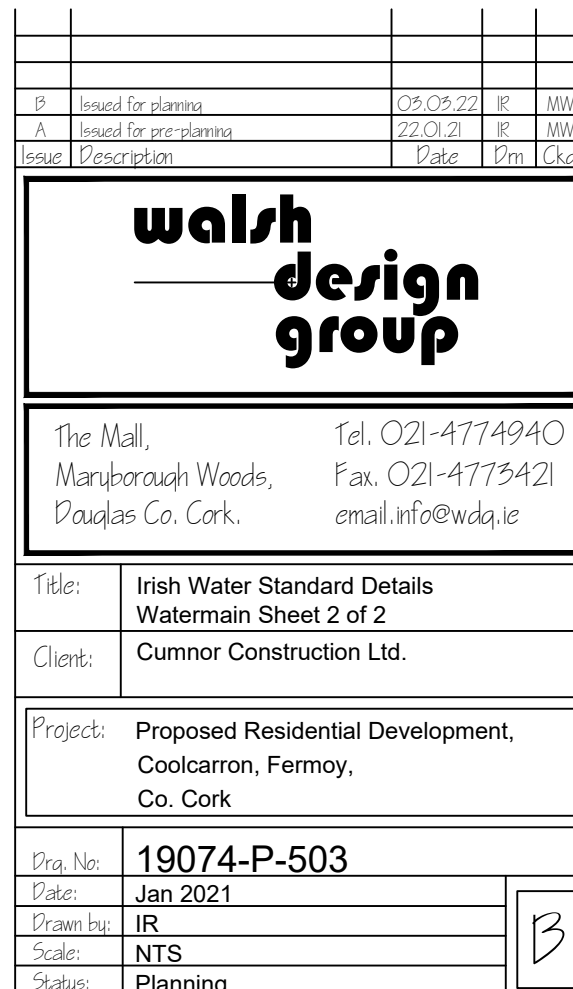 B Issued for planning 03.03.22 IR MW
A Issued for pre-planning 22.01.21 IR MW
Issue Description Date Drn
walsh
design
group
The Mall, Tel. 021-4774940
Maryborough Woods, Fax. 021-4773421
Douglas Co. Cork. email.info@wdg.ie
Title: Irish Water Standard Details
Watermain Sheet 2 of 2
Client: Cumnor Construction Ltd.
Project: Proposed Residential Development,
Coolcarron, Fermoy,
Co. Cork
Drg. No: 19074-P-503
Date: Jan 2021
Drawn by: IR
B
Scale: NTS
Status: Planning